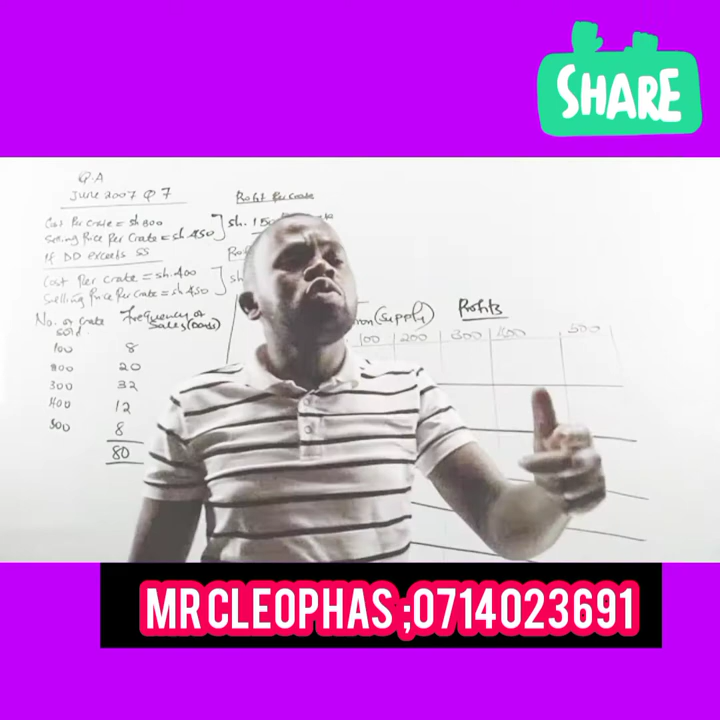 SHARE
Q.A
June 2007 Q 7
Cost Per Crate = sh 300
Selling Price Per Crate = sh.450
If DD exceeds SS
Cost Per Crate = sh.400
Selling Price Per Crate = sh 450
No. of Crate sold.
Frequency of Sales (Days)
100 8
200 20
300 32
400 12
500 8
80
Profit Per Crate
sh. 150
sh
(Supply) Profits
100 200 300 400 500
MR CLEOPHAS ;0714023691